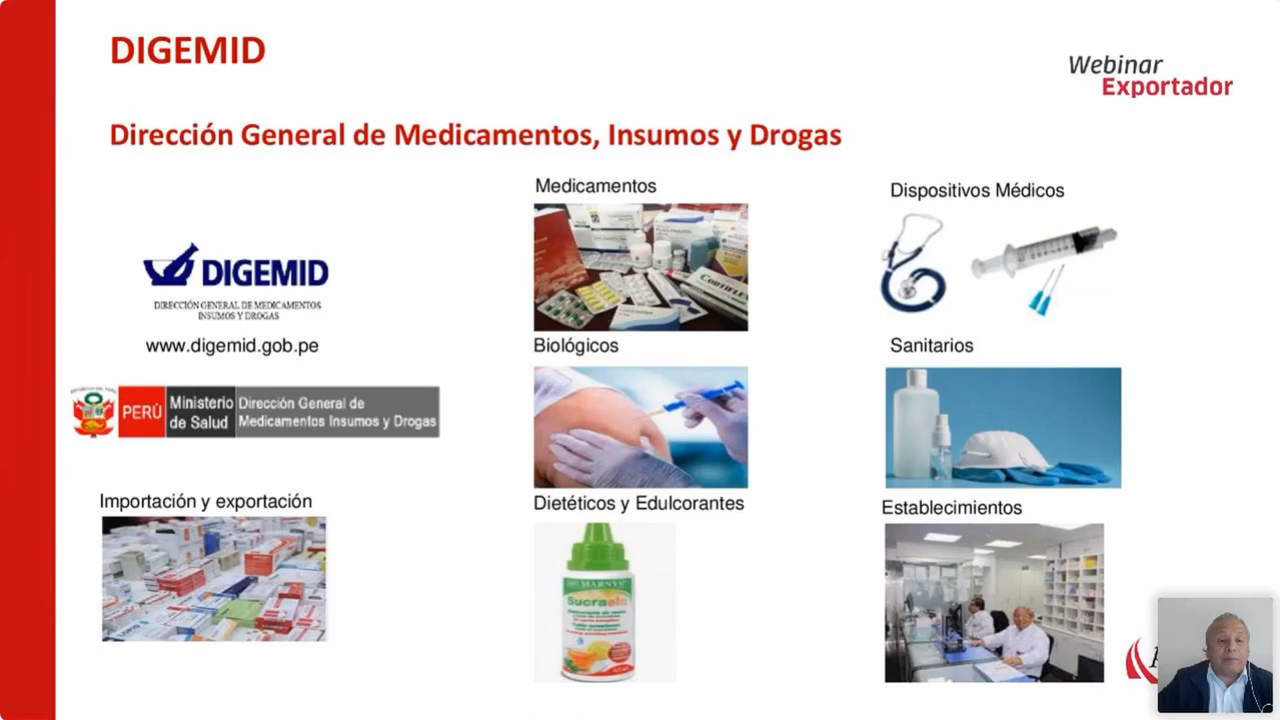 DIGEMID
Webinar
Exportador
Dirección General de Medicamentos, Insumos y Drogas
Medicamentos
Dispositivos Médicos
DIGEMID
DIRECCIÓN GENERAL DE MEDICAMENTOS
INSUMOS Y DROGAS
www.digemid.gob.pe
Biológicos
Sanitarios
PERÚ
Ministerio
de Salud
Dirección General de
Medicamentos Insumos y Drogas
Importación y exportación
Dietéticos y Edulcorantes
Establecimientos
MARNYS
Sucraain